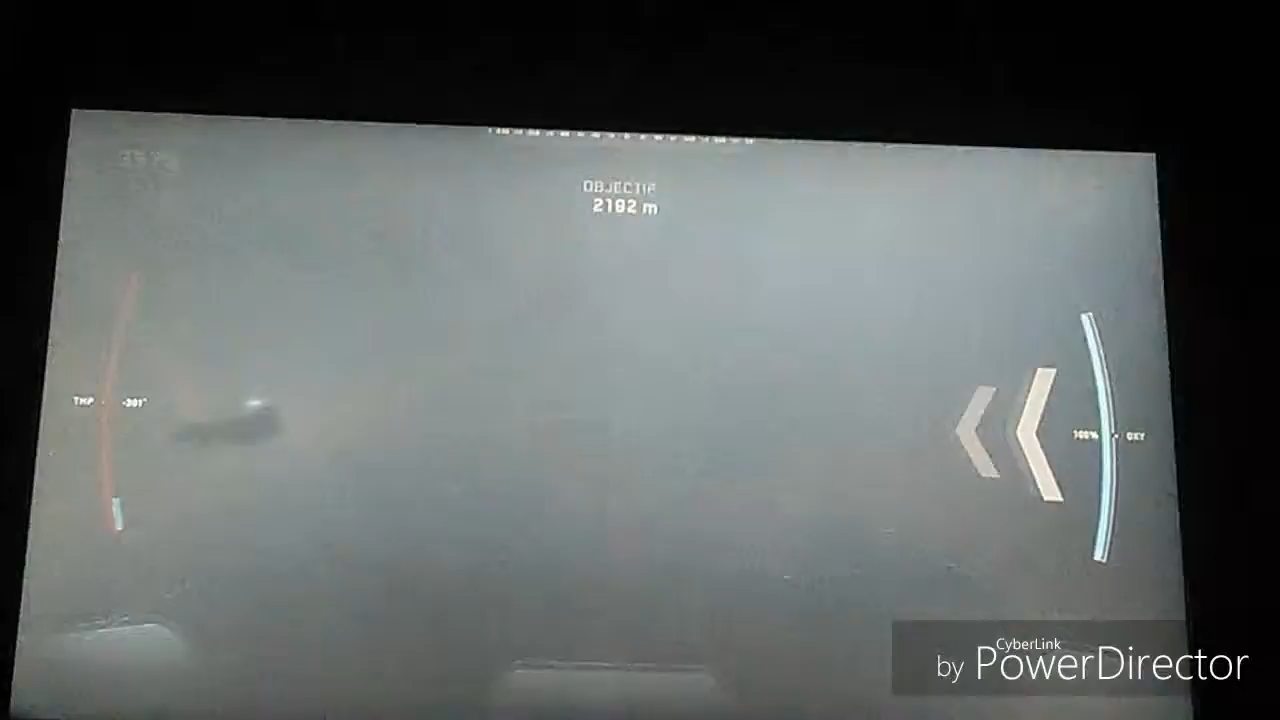 OBJECTIF
2192 m
TMP
100%
OXY
CyberLink
by PowerDirector